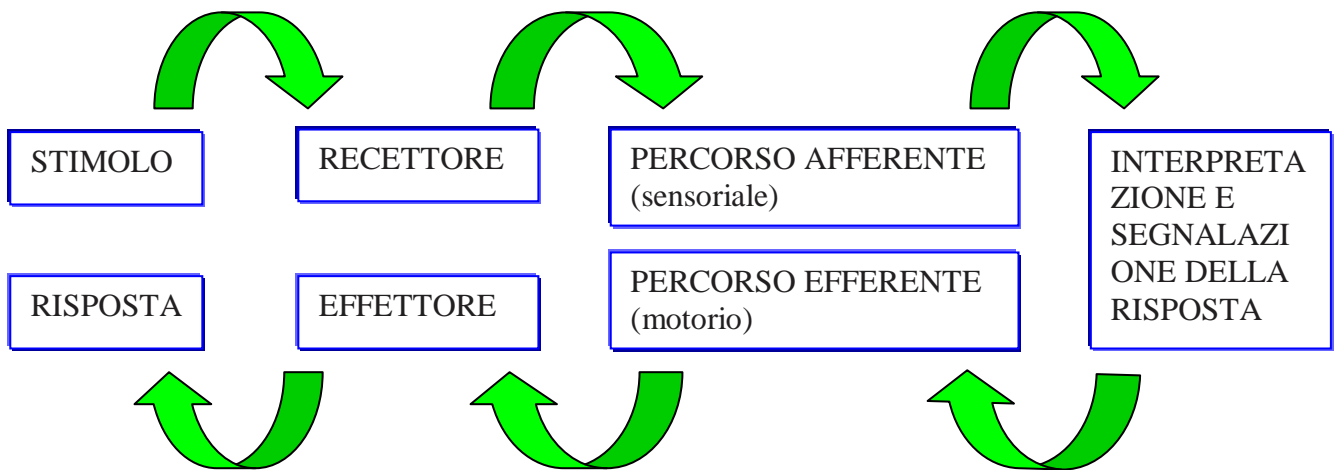 STIMOLO
RECETTORE
PERCORSO AFFERENTE
(sensoriale)
INTERPRETA
ZIONE E
SEGNALAZI
ONE DELLA
RISPOSTA
RISPOSTA
EFFETTORE
PERCORSO EFFERENTE
(motorio)